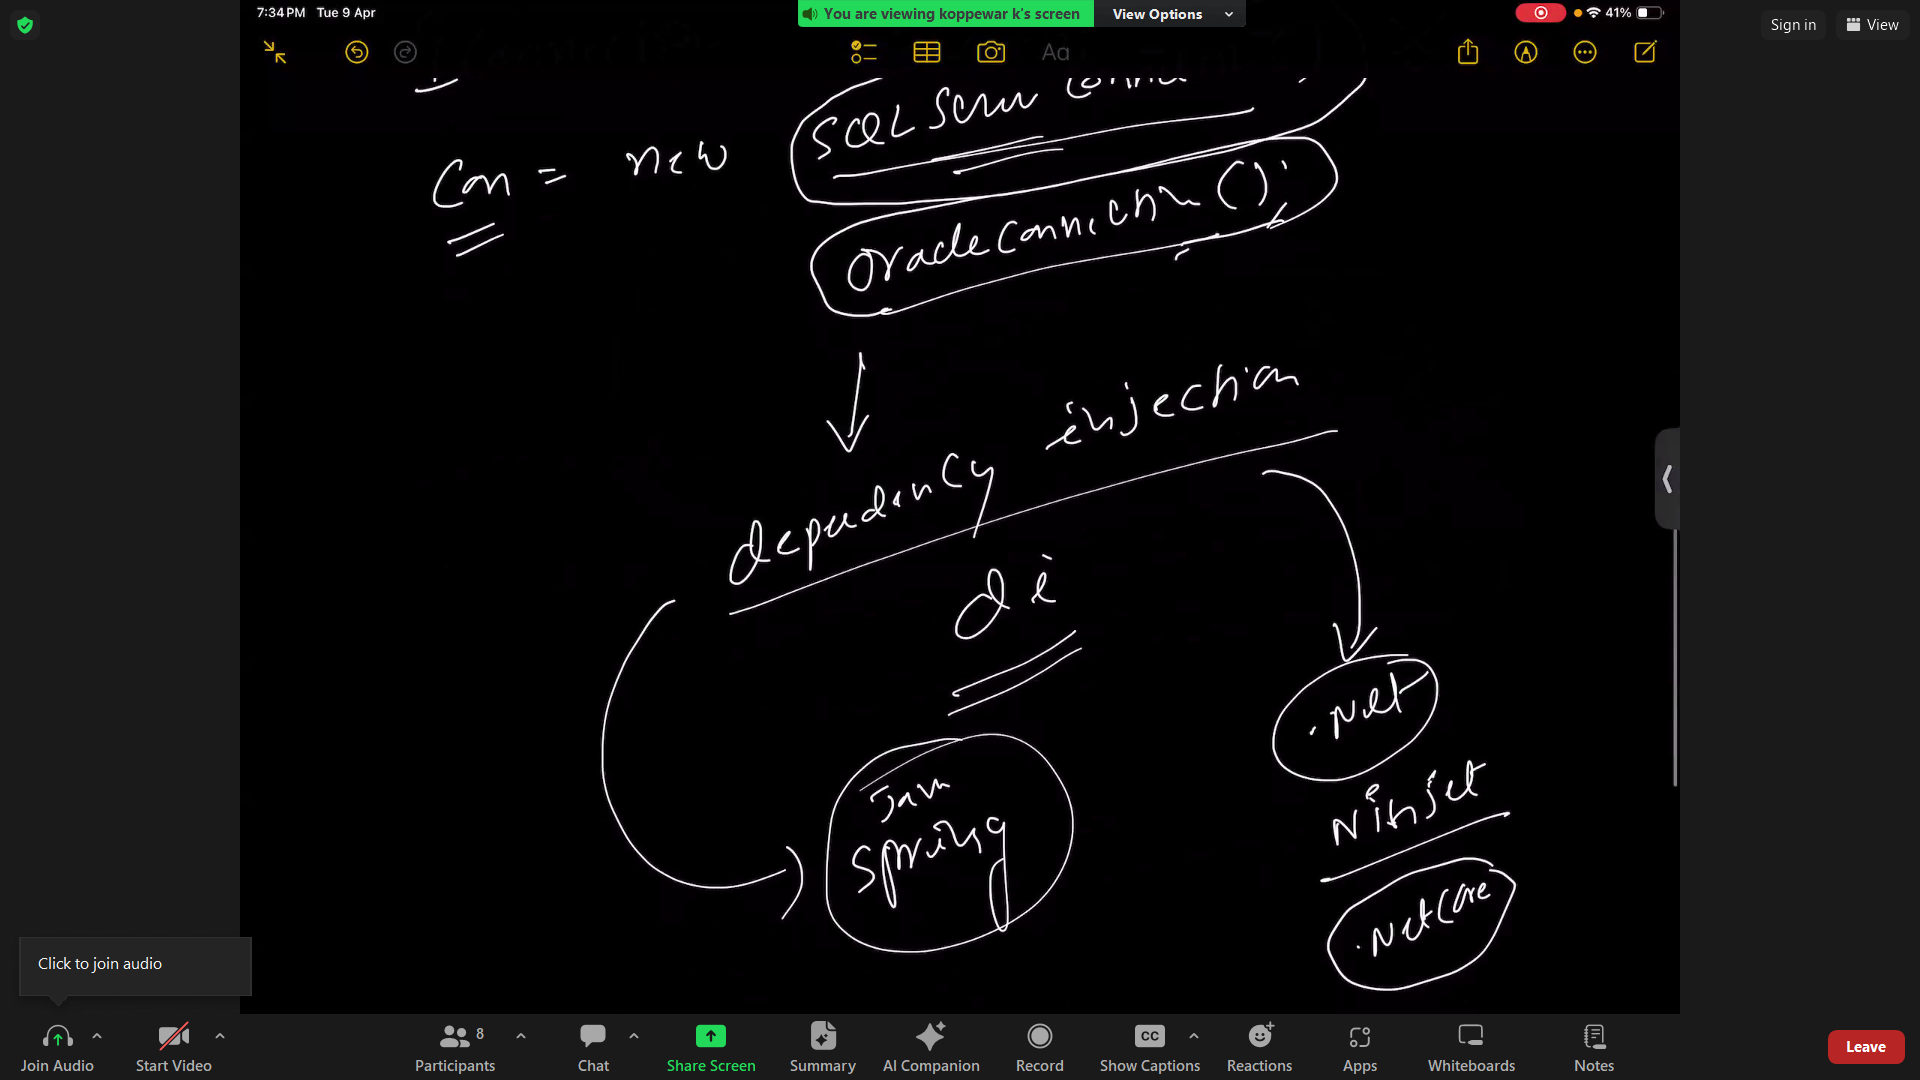 7:34 PM Tue 9 Apr
You are viewing koppewar k's screen
View Options
41%
Sign in
View
Aa
SQL Server
Con = new
Oracle Connection ();
dependency injection
di
.Net
Java
Spring
Ninject
.NetCore
Click to join audio
Join Audio
Start Video
Participants
8
Chat
Share Screen
Summary
AI Companion
Record
CC
Show Captions
Reactions
Apps
Whiteboards
Notes
Leave